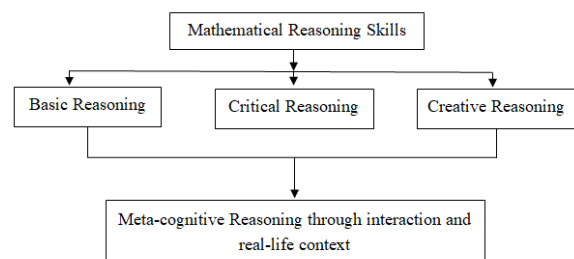 Mathematical Reasoning Skills
Basic Reasoning
Critical Reasoning
Creative Reasoning
Meta-cognitive Reasoning through interaction and
real-life context